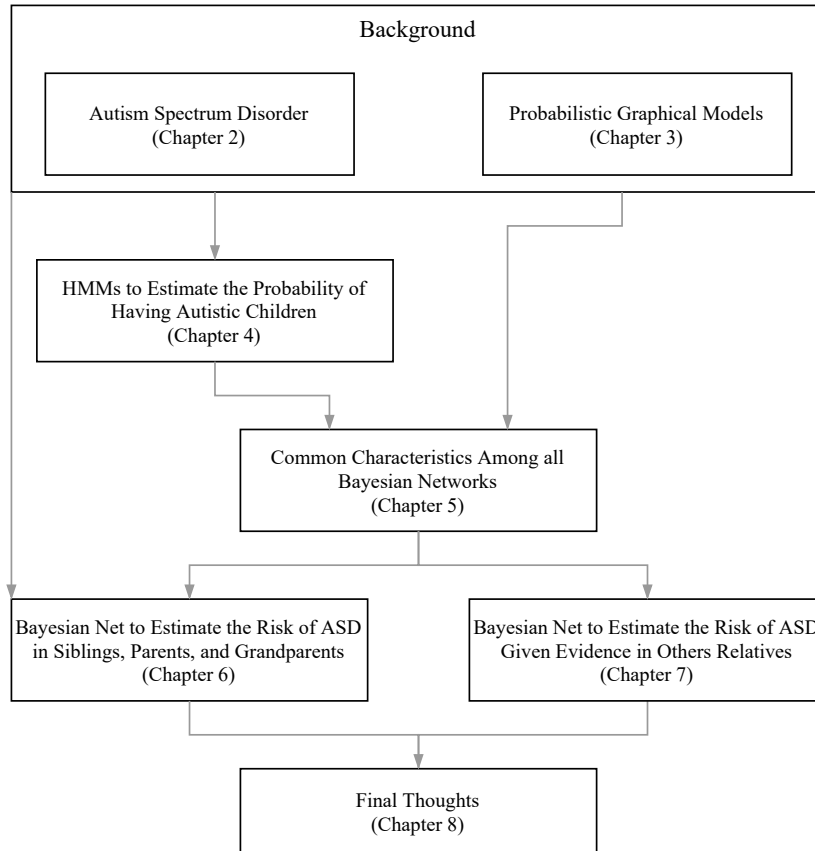 Background
Autism Spectrum Disorder
(Chapter 2)
Probabilistic Graphical Models
(Chapter 3)
HMMs to Estimate the Probability of
Having Autistic Children
(Chapter 4)
Common Characteristics Among all
Bayesian Networks
(Chapter 5)
Bayesian Net to Estimate the Risk of ASD
in Siblings, Parents, and Grandparents
(Chapter 6)
Bayesian Net to Estimate the Risk of ASD
Given Evidence in Others Relatives
(Chapter 7)
Final Thoughts
(Chapter 8)